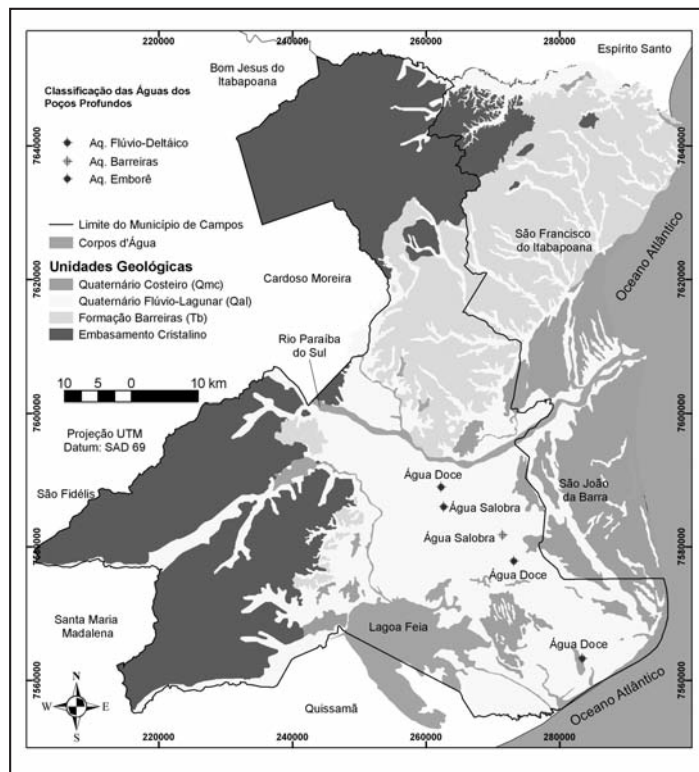 220000 240000 260000 280000
Espírito Santo
Bom Jesus do
Itabapoana
Classificação das Águas dos
Poços Profundos
Aq. Flúvio-Deltáico
Aq. Barreiras
Aq. Emborê
Limite do Município de Campos
Corpos d'Água
Unidades Geológicas
Quaternário Costeiro (Qmc)
Quaternário Flúvio-Lagunar (Qal)
Formação Barreiras (Tb)
Embasamento Cristalino
10 5 0 10 km
Projeção UTM
Datum: SAD 69
7640000
7620000
7600000
7580000
7560000
São Francisco
do Itabapoana
Oceano Atlântico
Cardoso Moreira
Rio Paraíba
do Sul
São Fidélis
Água Doce
Água Salobra
Água Salobra
Água Doce
São João
da Barra
Santa Maria
Madalena
Lagoa Feia
Água Doce
Quissamã
Oceano Atlântico
N
W E
S
7640000
7620000
7600000
7580000
7560000
220000 240000 260000 280000